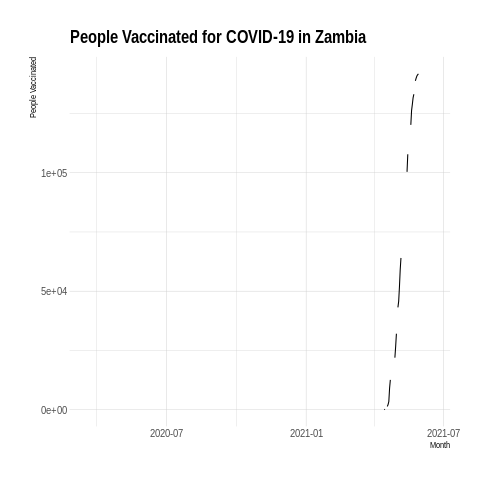 People Vaccinated for COVID-19 in Zambia
People Vaccinated
1e+05
5e+04
0e+00
2020-07
2021-01
2021-07
Month